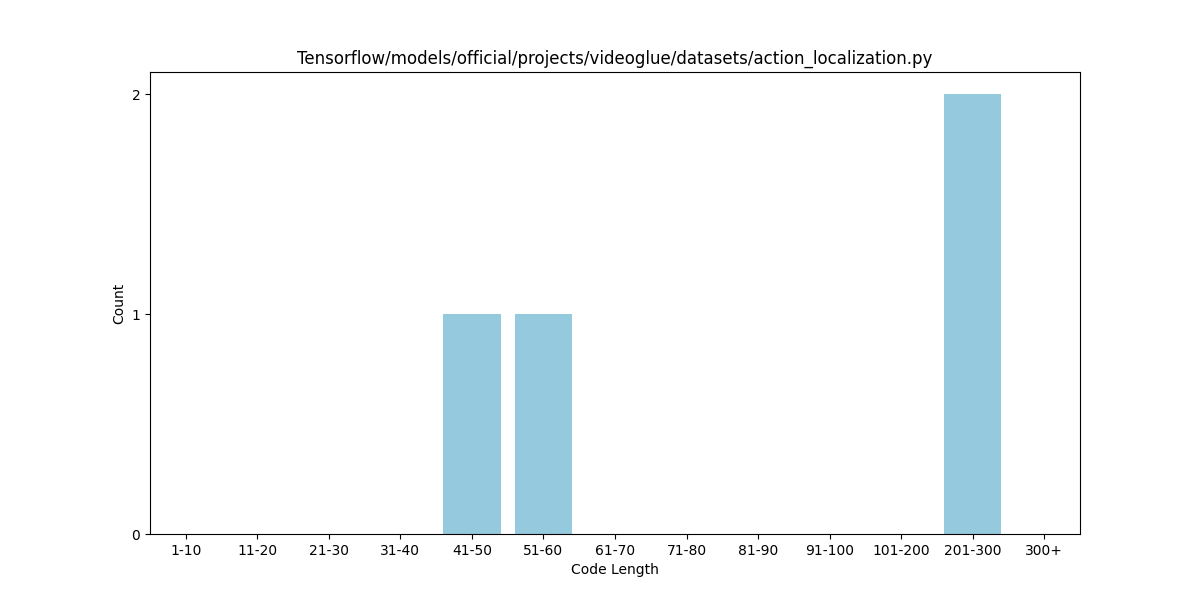 Tensorflow/models/official/projects/videoglue/datasets/action_localization.py
2
1
0
Count
1-10 11-20 21-30 31-40 41-50 51-60 61-70 71-80 81-90 91-100 101-200 201-300 300+
Code Length